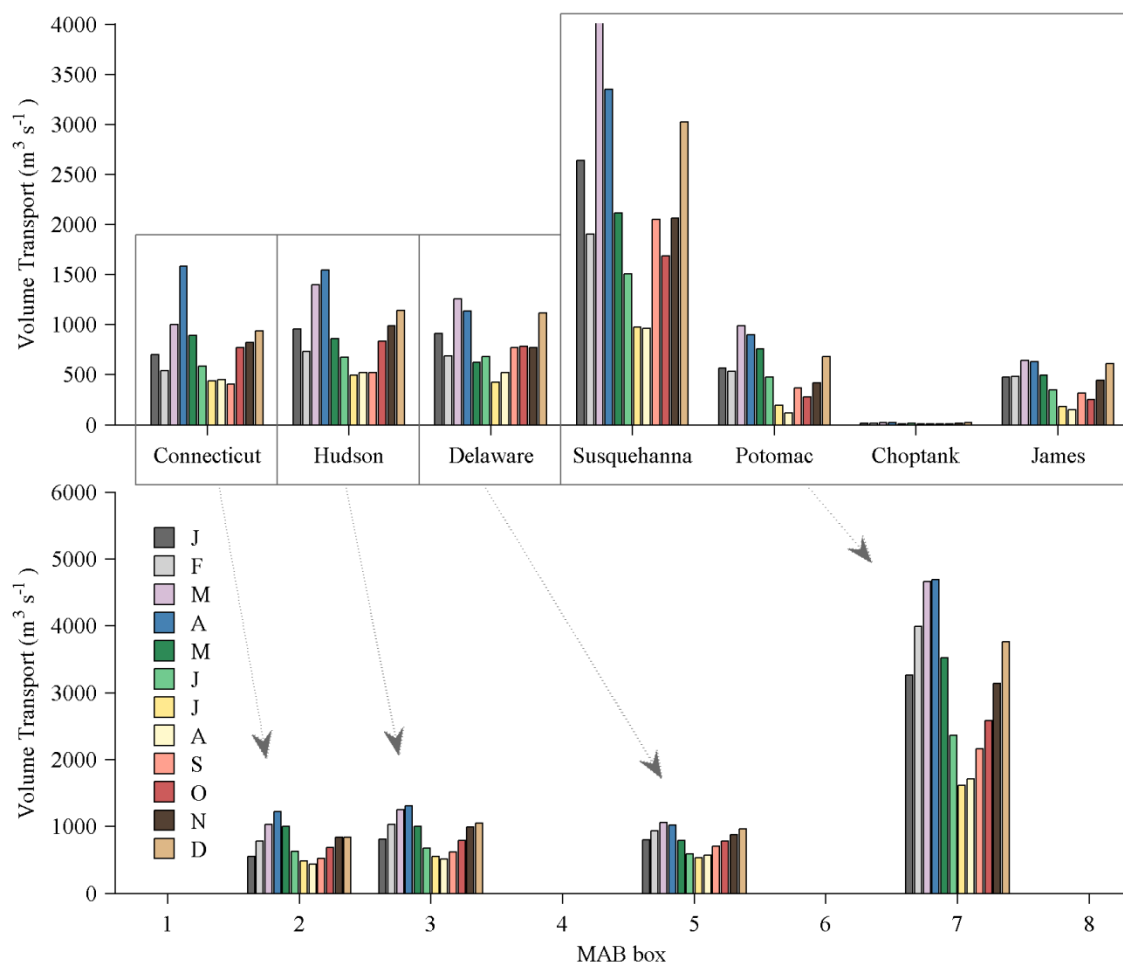 4000
3500
3000
2500
2000
1500
1000
500
0
Volume Transport (m³ s⁻¹ )
Connecticut Hudson Delaware Susquehanna Potomac Choptank James
6000
5000
4000
3000
2000
1000
0
Volume Transport (m³ s⁻¹ )
J
F
M
A
M
J
J
A
S
O
N
D
1 2 3 4 5 6 7 8
MAB box